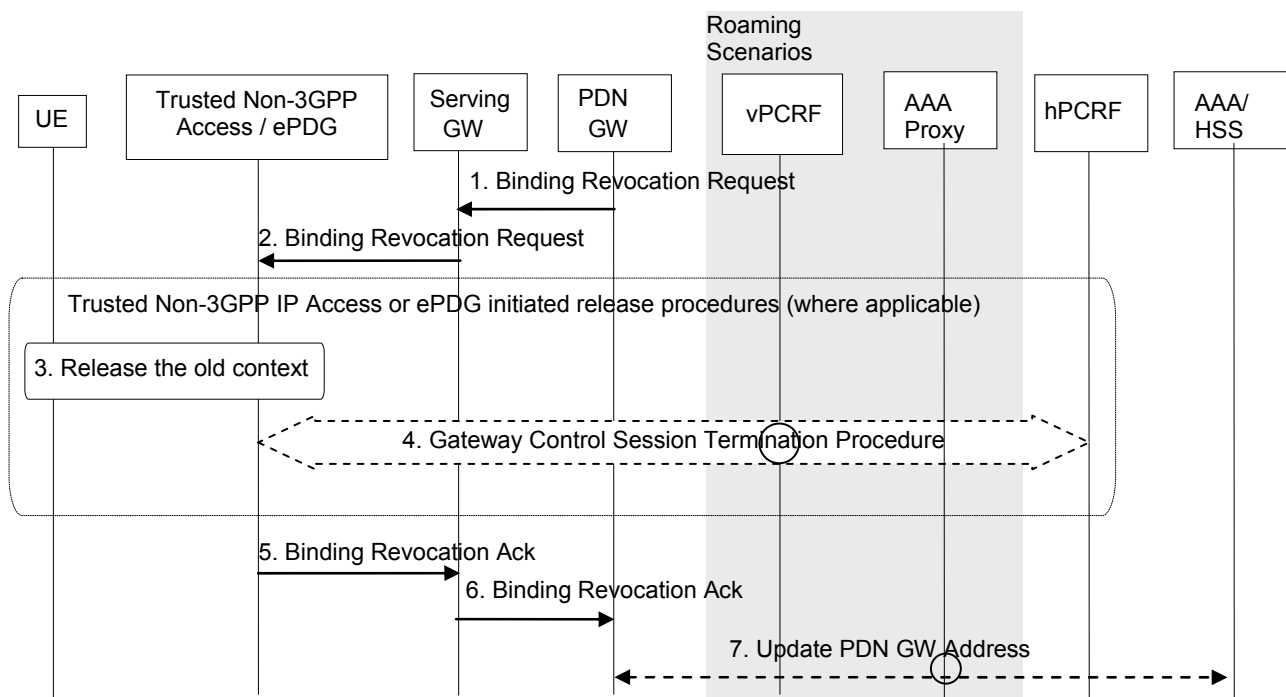 Roaming
Scenarios
UE
Trusted Non-3GPP
Access / ePDG
Serving
GW
PDN
GW
vPCRF
AAA
Proxy
hPCRF
AAA/
HSS
1. Binding Revocation Request
2. Binding Revocation Request
Trusted Non-3GPP IP Access or ePDG initiated release procedures (where applicable)
3. Release the old context
4. Gateway Control Session Termination Procedure
5. Binding Revocation Ack
6. Binding Revocation Ack
7. Update PDN GW Address